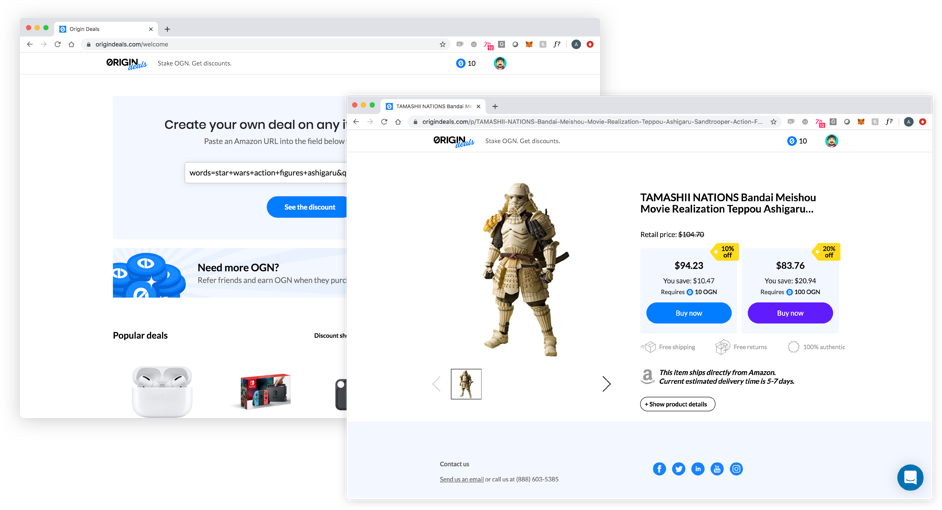 Origin Deals
origindeals.com/welcome
ORIGIN
deals
Stake OGN. Get discounts.
10
Create your own deal on any i
Paste an Amazon URL into the field below
words=star+wars+action+figures+ashigaru&q
See the discount
Need more OGN?
Refer friends and earn OGN when they purc
Popular deals
Discount sh
TAMASHII NATIONS Bandai M
origindeals.com/p/TAMASHII-NATIONS-Bandai-Meishou-Movie-Realization-Teppou-Ashigaru-Sandtrooper-Action-F...
ORIGIN
deals
Stake OGN. Get discounts.
10
TAMASHII NATIONS Bandai Meishou
Movie Realization Teppou Ashigaru...
Retail price: $104.70
10%
off
$94.23
You save: $10.47
Requires 10 OGN
Buy now
20%
off
$83.76
You save: $20.94
Requires 100 OGN
Buy now
Free shipping
Free returns
100% authentic
This item ships directly from Amazon.
Current estimated delivery time is 5-7 days.
+ Show product details
Contact us
Send us an email or call us at (888) 603-5385